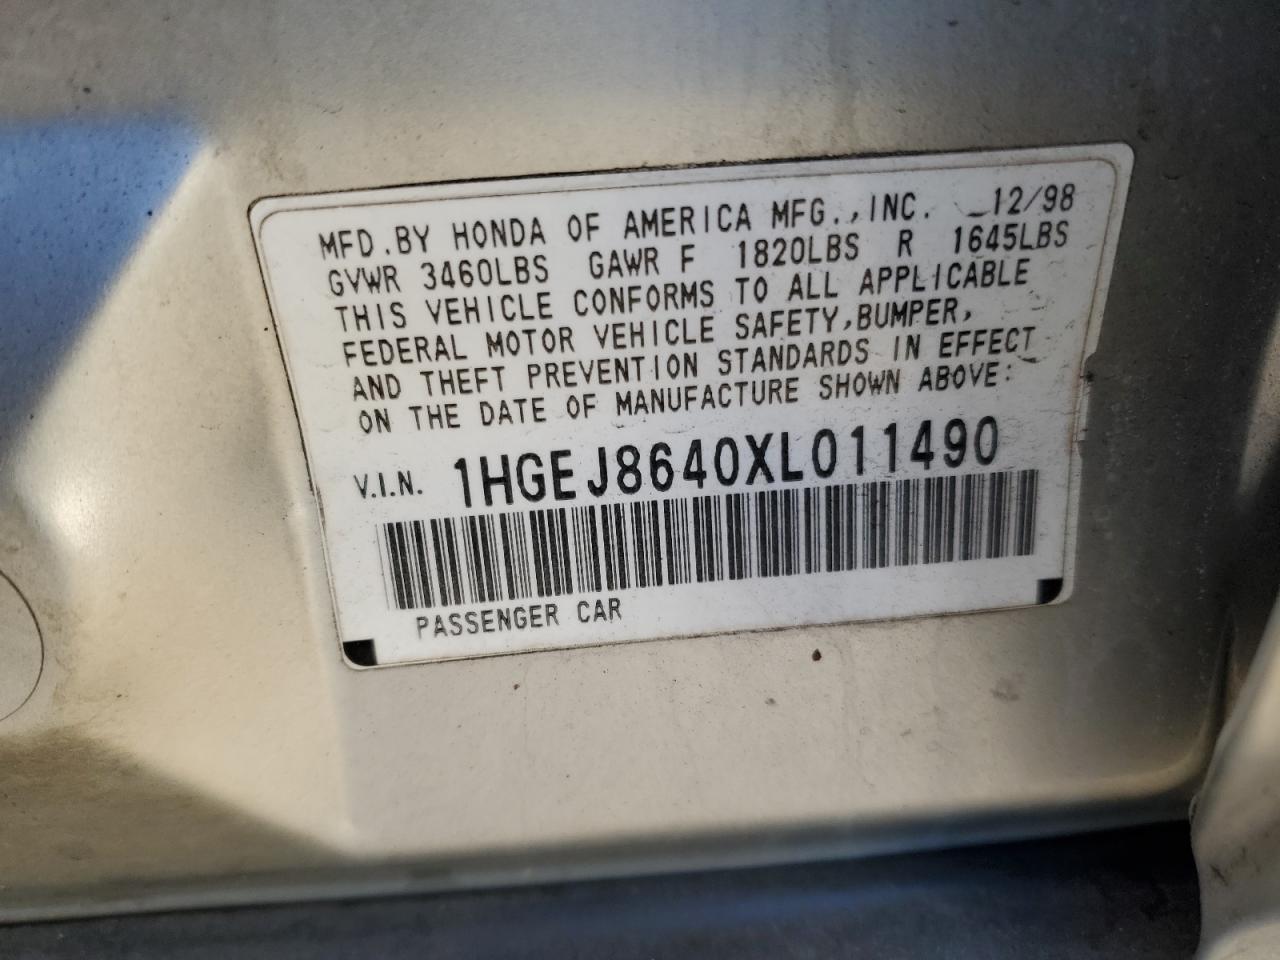 MFD.BY HONDA OF AMERICA MFG.,INC. 12/98
GVWR 3460LBS GAWR F 1820LBS R 1645LBS
THIS VEHICLE CONFORMS TO ALL APPLICABLE
FEDERAL MOTOR VEHICLE SAFETY,BUMPER,
AND THEFT PREVENTION STANDARDS IN EFFECT
ON THE DATE OF MANUFACTURE SHOWN ABOVE:
V.I.N. 1HGEJ8640XL011490
PASSENGER CAR